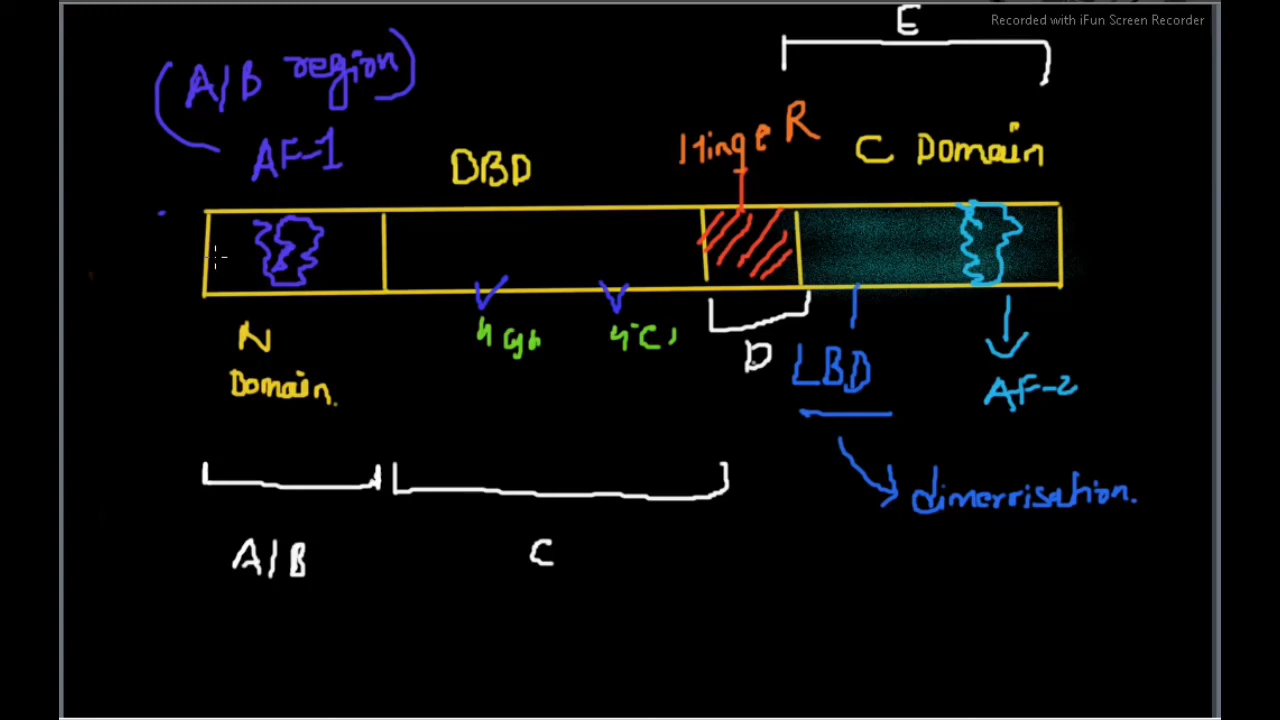 Recorded with iFun Screen Recorder
E
(A/B region)
AF-1
DBD
Hinge R
C Domain
N
Domain.
D
LBD
AF-2
dimerrisation.
A/B
C